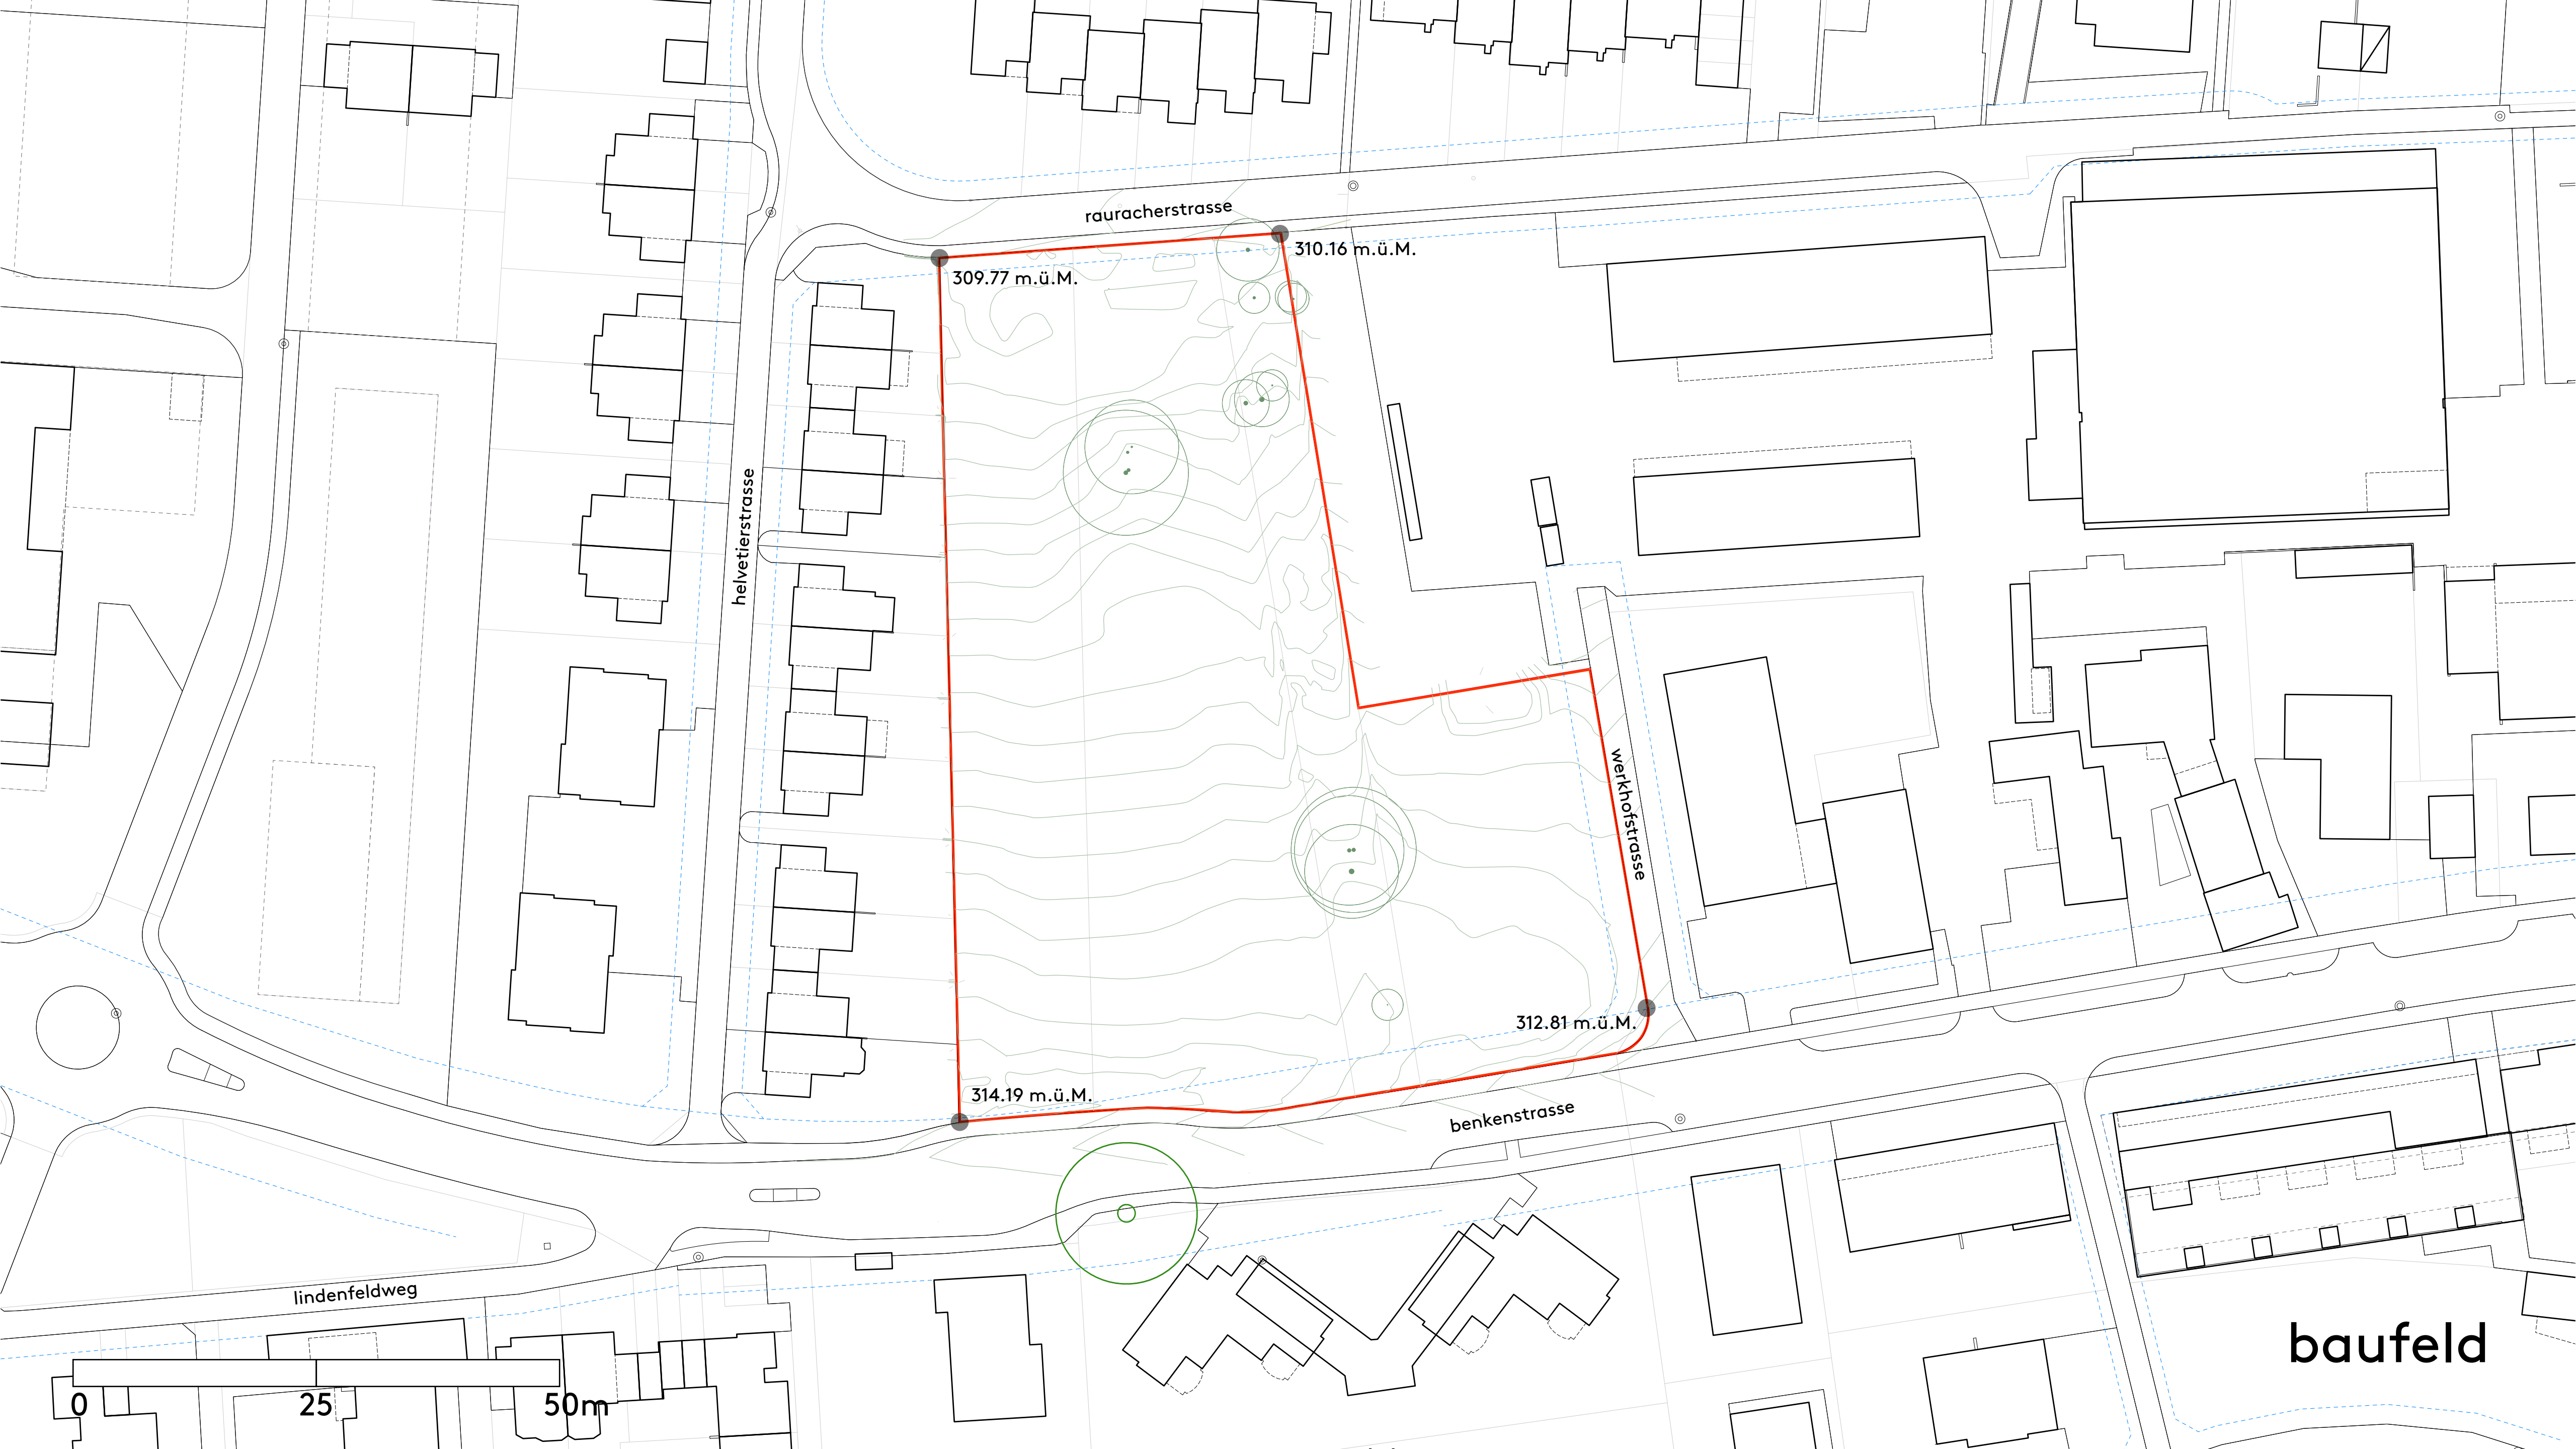 rauracherstrasse
310.16 m.ü.M.
309.77 m.ü.M.
helvetierstrasse
werkhofstrasse
312.81 m.ü.M.
314.19 m.ü.M.
benkenstrasse
lindenfeldweg
baufeld
0 25 50m